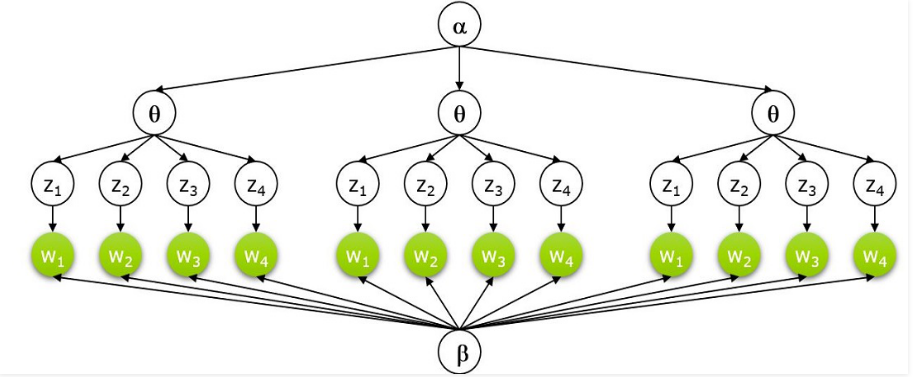 α
θ θ θ
z₁ z₂ z₃ z₄ z₁ z₂ z₃ z₄ z₁ z₂ z₃ z₄
w₁ w₂ w₃ w₄ w₁ w₂ w₃ w₄ w₁ w₂ w₃ w₄
β